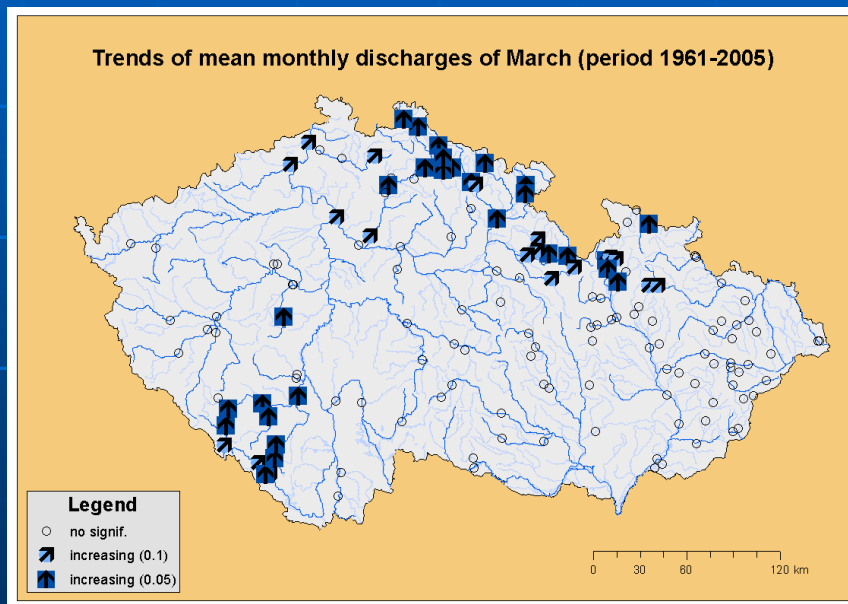 Trends of mean monthly discharges of March (period 1961-2005)
Legend
no signif.
increasing (0.1)
increasing (0.05)
0 30 60 120 km